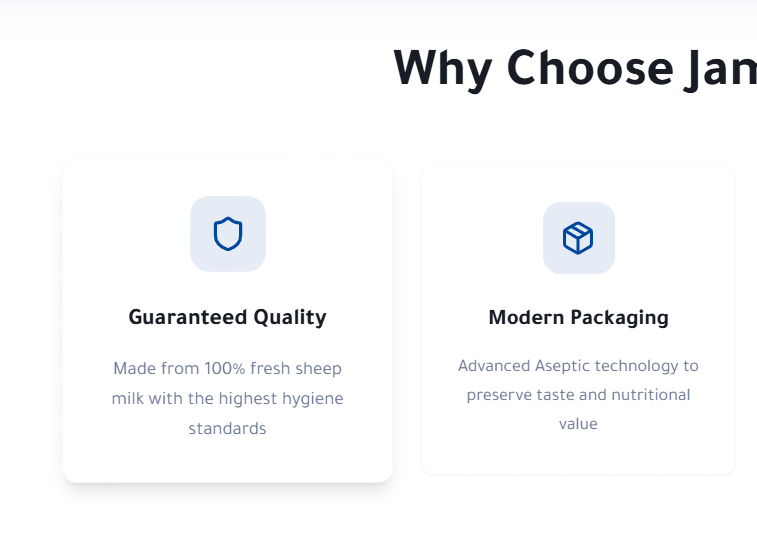 Why Choose Jam
Guaranteed Quality
Made from 100% fresh sheep
milk with the highest hygiene
standards
Modern Packaging
Advanced Aseptic technology to
preserve taste and nutritional
value